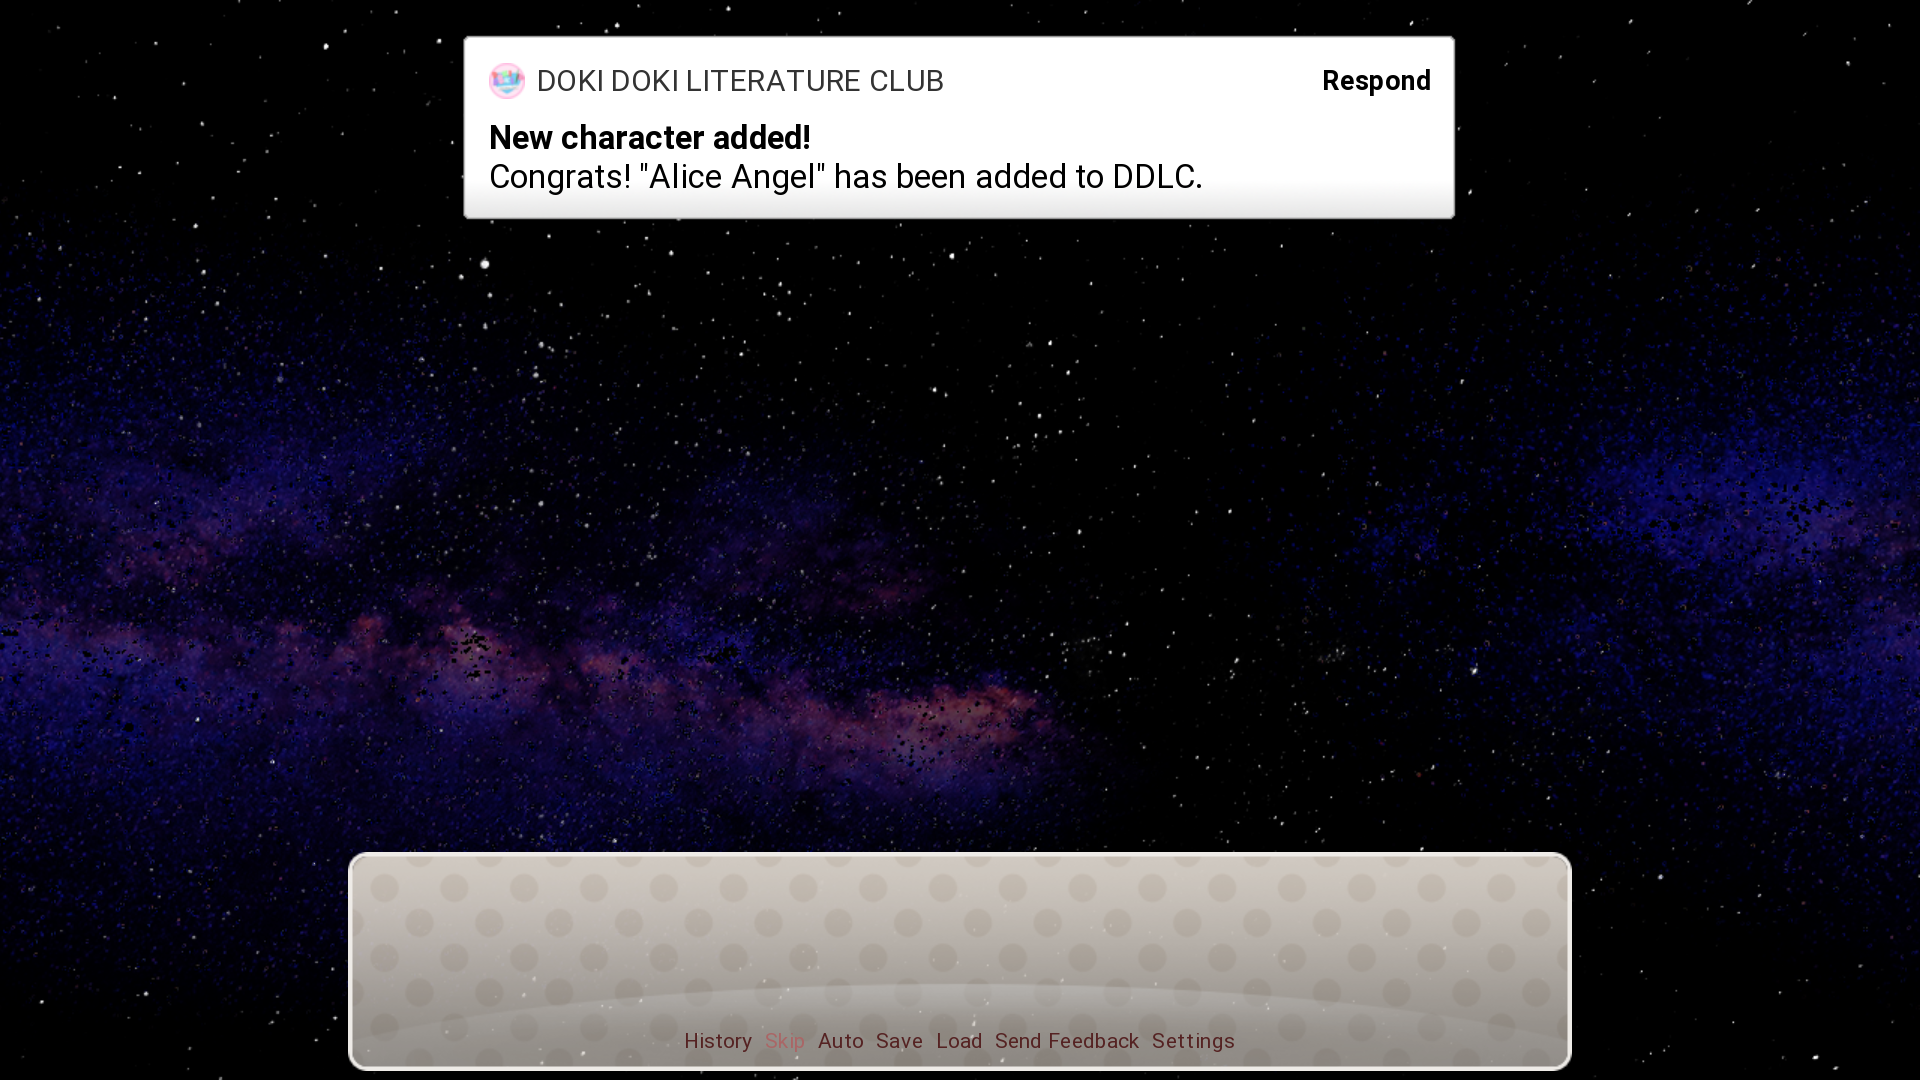 DOKI DOKI LITERATURE CLUB Respond
New character added!
Congrats! "Alice Angel" has been added to DDLC.
History Skip Auto Save Load Send Feedback Settings